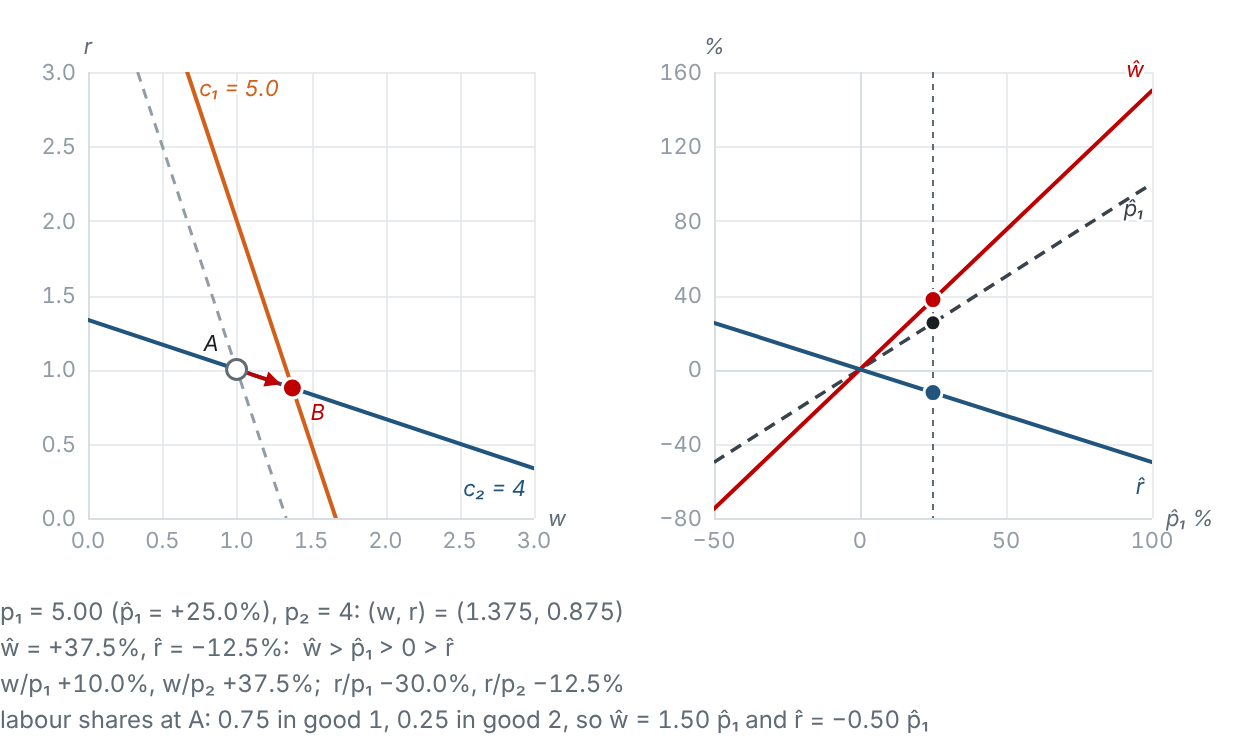 r
3.0
2.5
2.0
1.5
1.0
0.5
0.0
0.0 0.5 1.0 1.5 2.0 2.5 3.0
w
c₁ = 5.0
A
B
c₂ = 4
%
160
120
80
40
0
−40
−80
−50 0 50 100
p̂₁ %
ŵ
p̂₁
r̂
p₁ = 5.00 (p̂₁ = +25.0%), p₂ = 4: (w, r) = (1.375, 0.875)
ŵ = +37.5%, r̂ = −12.5%: ŵ > p̂₁ > 0 > r̂
w/p₁ +10.0%, w/p₂ +37.5%; r/p₁ −30.0%, r/p₂ −12.5%
labour shares at A: 0.75 in good 1, 0.25 in good 2, so ŵ = 1.50 p̂₁ and r̂ = −0.50 p̂₁